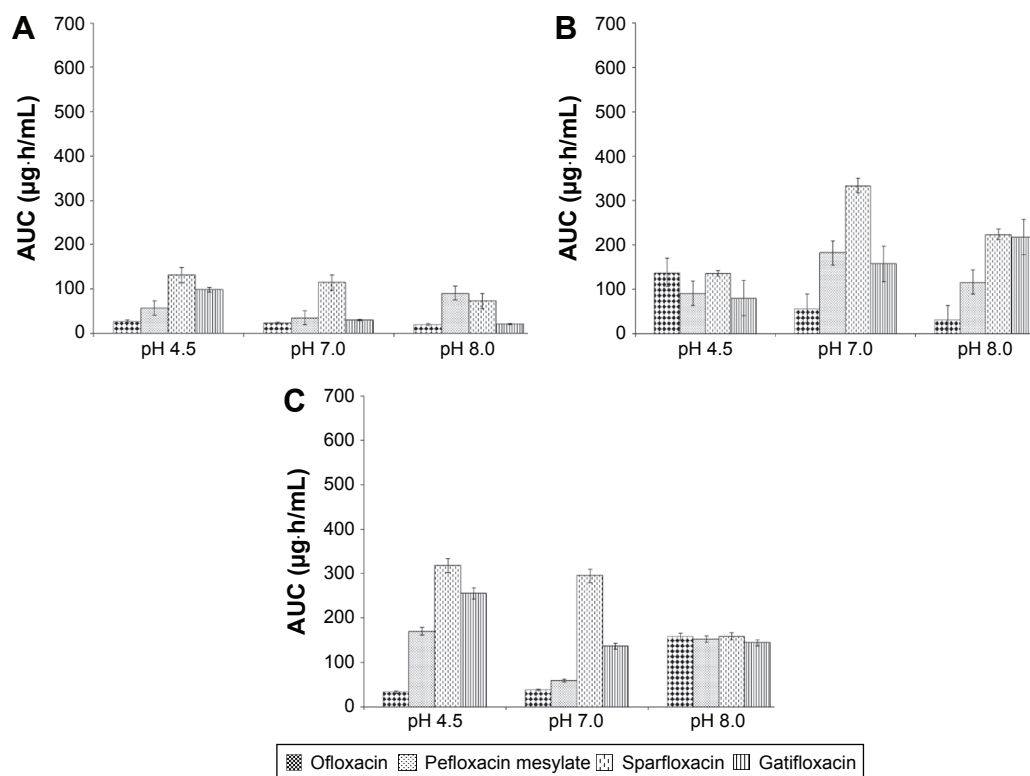 A
AUC (µg·h/mL)
700
600
500
400
300
200
100
0
pH 4.5 pH 7.0 pH 8.0
B
AUC (µg·h/mL)
700
600
500
400
300
200
100
0
pH 4.5 pH 7.0 pH 8.0
C
AUC (µg·h/mL)
700
600
500
400
300
200
100
0
pH 4.5 pH 7.0 pH 8.0
Ofloxacin Pefloxacin mesylate Sparfloxacin Gatifloxacin